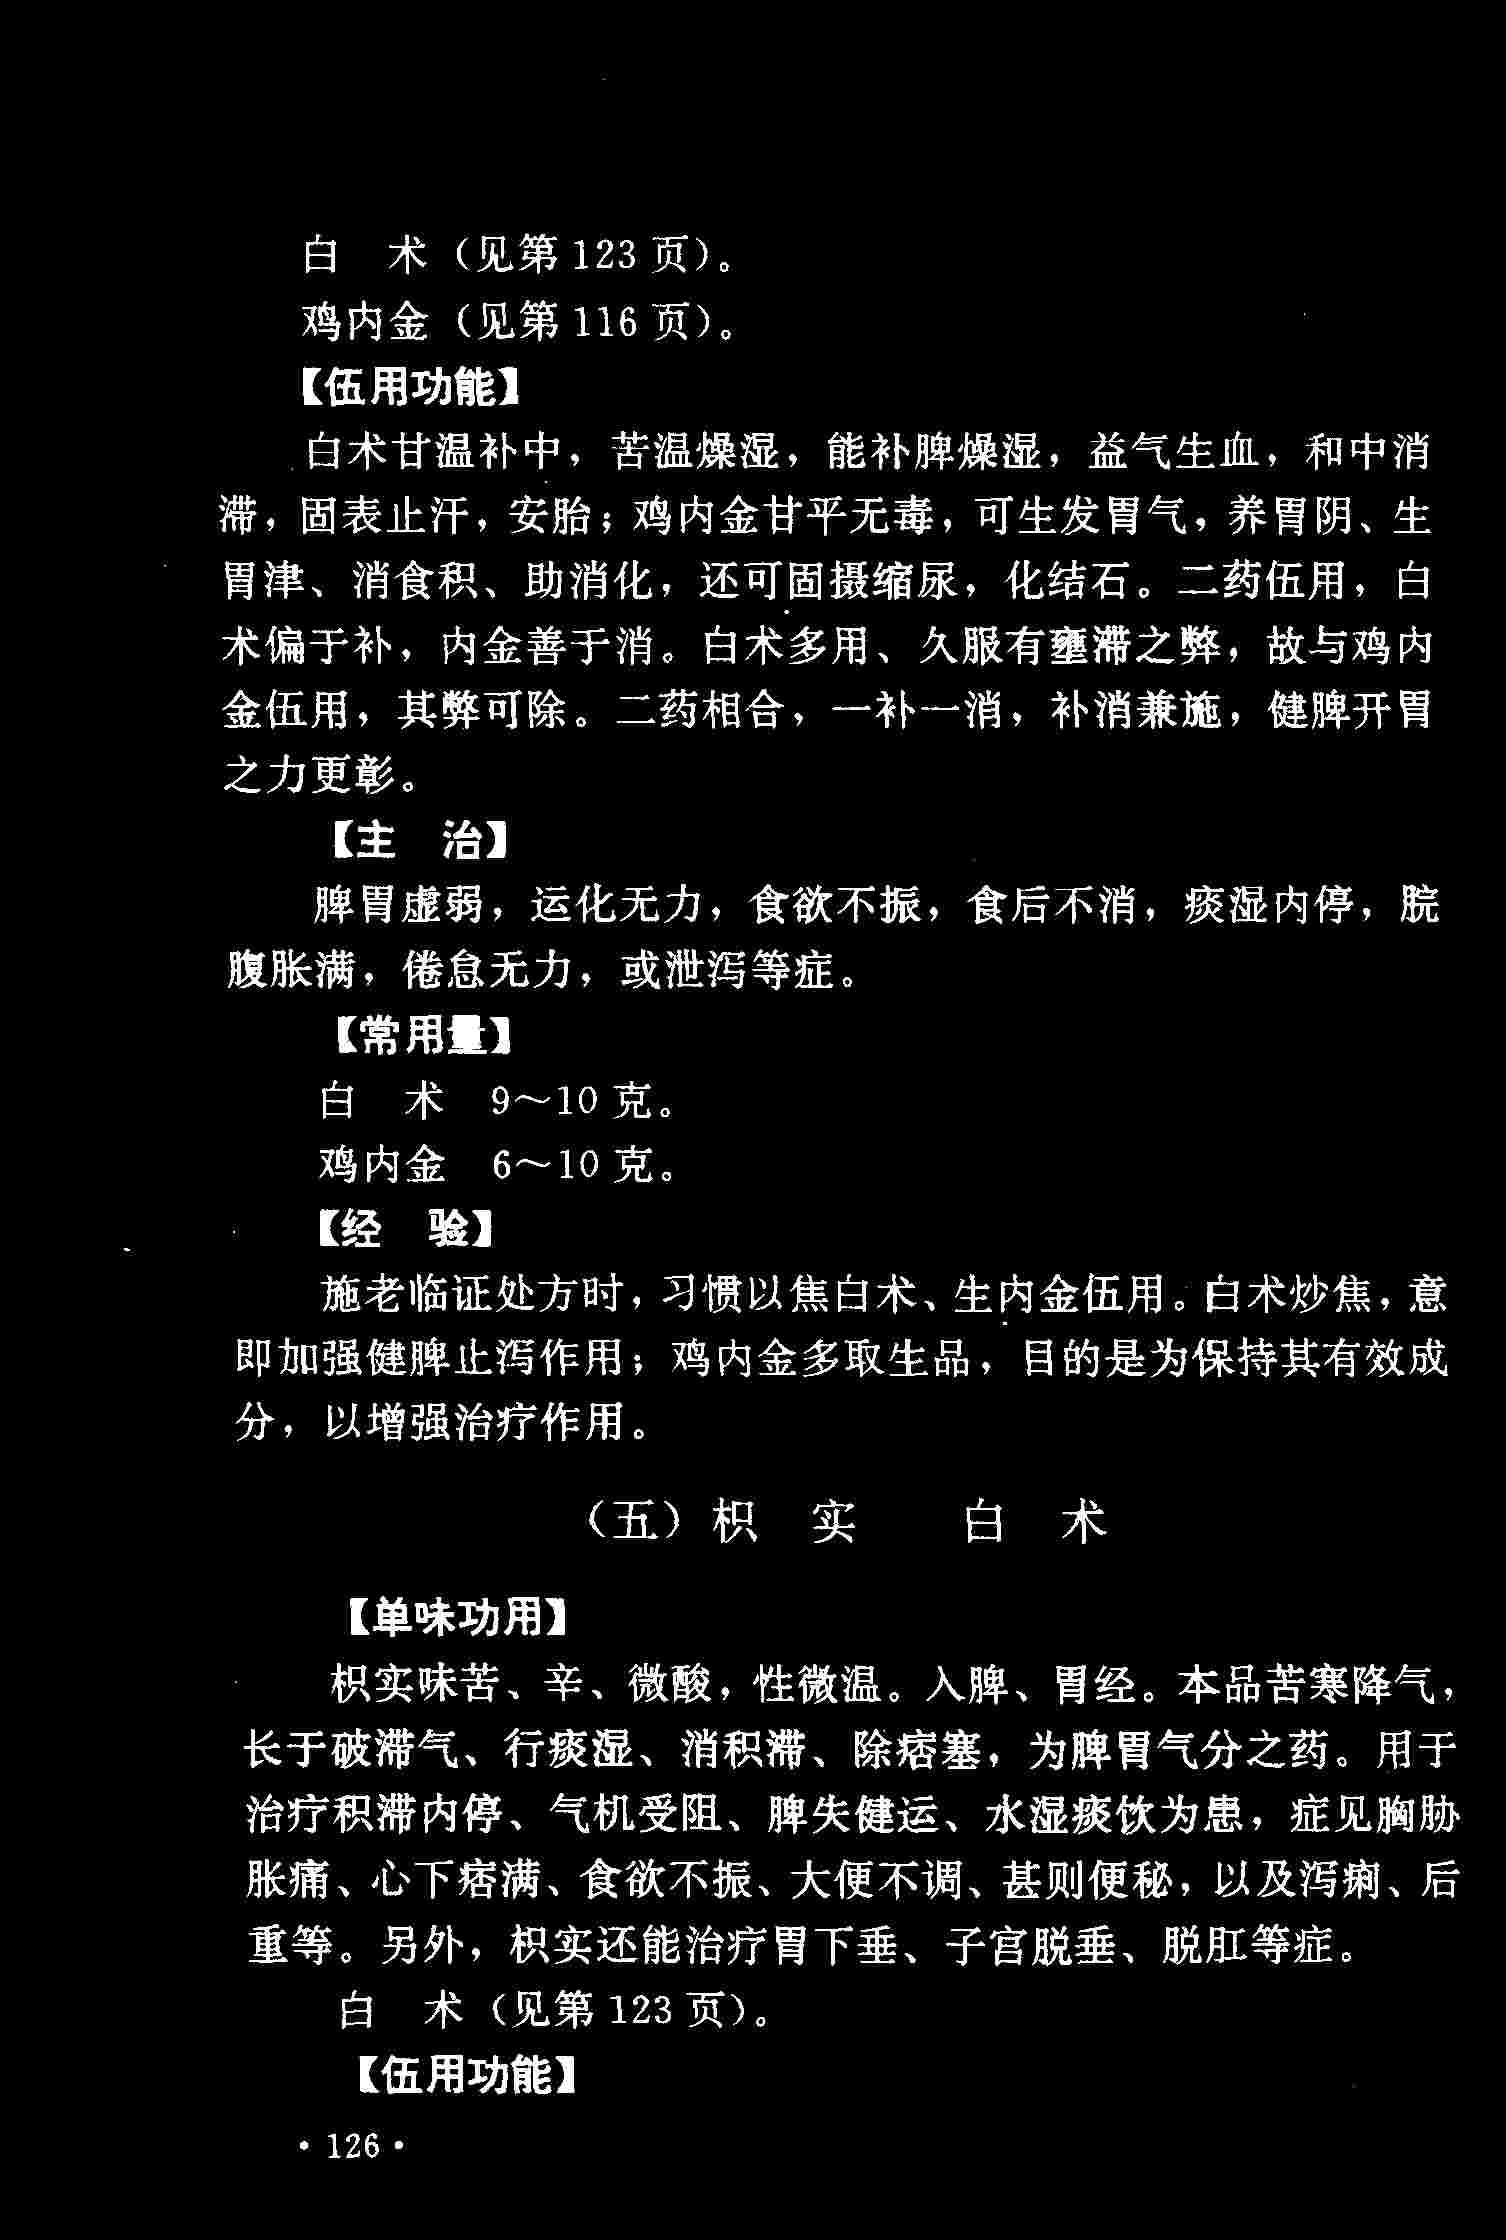 白　术（见第 123 页）。
鸡内金（见第 116 页）。
【伍用功能】
白术甘温补中，苦温燥湿，能补脾燥湿，益气生血，和中消
滞，固表止汗，安胎；鸡内金甘平无毒，可生发胃气，养胃阴、生
胃津、消食积、助消化，还可固摄缩尿，化结石。二药伍用，白
术偏于补，内金善于消。白术多用、久服有壅滞之弊，故与鸡内
金伍用，其弊可除。二药相合，一补一消，补消兼施，健脾开胃
之力更彰。
【主　治】
脾胃虚弱，运化无力，食欲不振，食后不消，痰湿内停，脘
腹胀满，倦怠无力，或泄泻等症。
【常用量】
白　术　9～10 克。
鸡内金　6～10 克。
【经　验】
施老临证处方时，习惯以焦白术、生内金伍用。白术炒焦，意
即加强健脾止泻作用；鸡内金多取生品，目的是为保持其有效成
分，以增强治疗作用。
（五）枳　实　　白　术
【单味功用】
枳实味苦、辛、微酸，性微温。入脾、胃经。本品苦寒降气，
长于破滞气、行痰湿、消积滞、除痞塞，为脾胃气分之药。用于
治疗积滞内停、气机受阻、脾失健运、水湿痰饮为患，症见胸胁
胀痛、心下痞满、食欲不振、大便不调、甚则便秘，以及泻痢、后
重等。另外，枳实还能治疗胃下垂、子宫脱垂、脱肛等症。
白　术（见第 123 页）。
【伍用功能】
· 126 ·